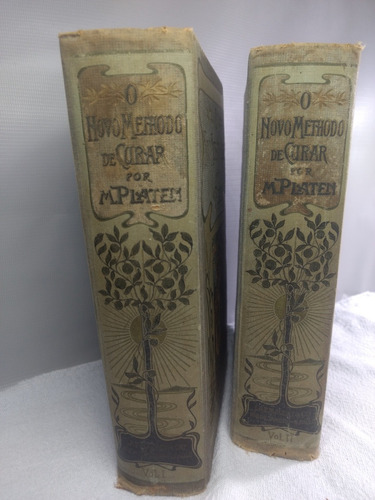 O
NOVO METHODO
DE CURAR
POR
M. PLATEN
Vol. I.
O
NOVO METHODO
DE CURAR
POR
M. PLATEN
Vol. II.